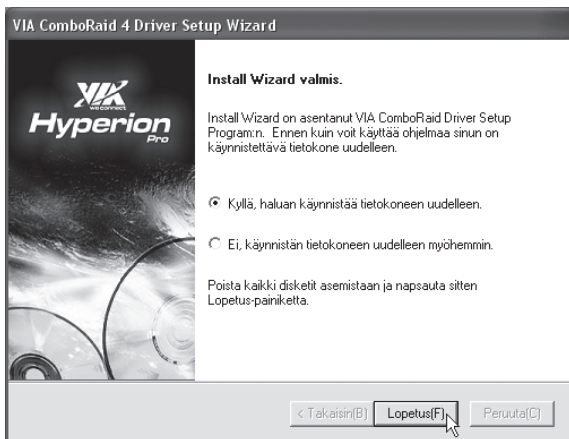 VIA ComboRaid 4 Driver Setup Wizard
VIA
we connect
Hyperion
Pro
Install Wizard valmis.
Install Wizard on asentanut VIA ComboRaid Driver Setup
Program:n. Ennen kuin voit käyttää ohjelmaa sinun on
käynnistettävä tietokone uudelleen.
Kyllä, haluan käynnistää tietokoneen uudelleen.
Ei, käynnistän tietokoneen uudelleen myöhemmin.
Poista kaikki disketit asemistaan ja napsauta sitten
Lopetus-painiketta.
< Takaisin(B)
Lopetus(F)
Peruuta(C)